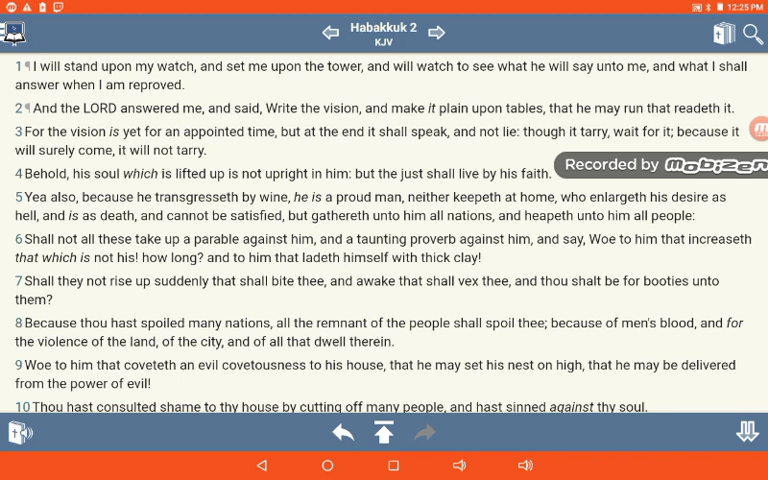 12:25 PM
Habakkuk 2
KJV
1¶ I will stand upon my watch, and set me upon the tower, and will watch to see what he will say unto me, and what I shall
answer when I am reproved.
2¶ And the LORD answered me, and said, Write the vision, and make it plain upon tables, that he may run that readeth it.
3 For the vision is yet for an appointed time, but at the end it shall speak, and not lie: though it tarry, wait for it; because it
will surely come, it will not tarry.
Recorded by mobizen
4 Behold, his soul which is lifted up is not upright in him: but the just shall live by his faith.
5 Yea also, because he transgresseth by wine, he is a proud man, neither keepeth at home, who enlargeth his desire as
hell, and is as death, and cannot be satisfied, but gathereth unto him all nations, and heapeth unto him all people:
6 Shall not all these take up a parable against him, and a taunting proverb against him, and say, Woe to him that increaseth
that which is not his! how long? and to him that ladeth himself with thick clay!
7 Shall they not rise up suddenly that shall bite thee, and awake that shall vex thee, and thou shalt be for booties unto
them?
8 Because thou hast spoiled many nations, all the remnant of the people shall spoil thee; because of men's blood, and for
the violence of the land, of the city, and of all that dwell therein.
9 Woe to him that coveteth an evil covetousness to his house, that he may set his nest on high, that he may be delivered
from the power of evil!
10 Thou hast consulted shame to thy house by cutting off many people, and hast sinned against thy soul.